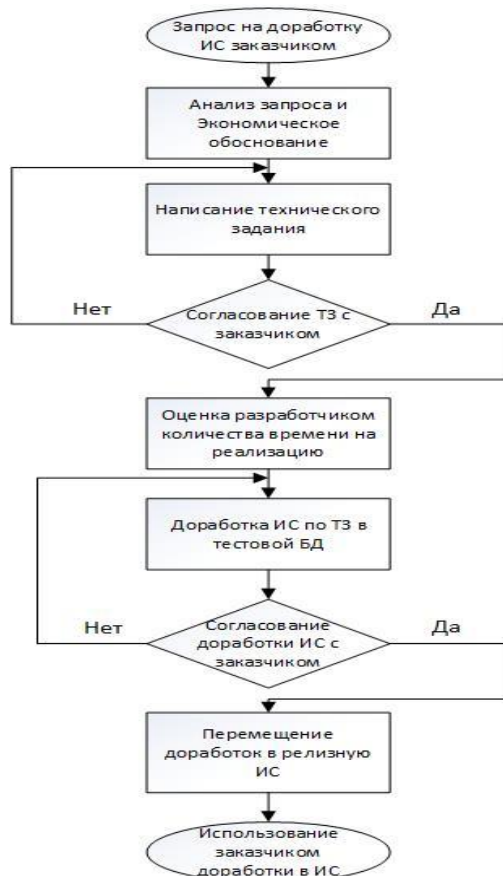 Запрос на доработку
ИС заказчиком
Анализ запроса и
Экономическое
обоснование
Написание технического
задания
Нет
Согласование ТЗ с
заказчиком
Да
Оценка разработчиком
количества времени на
реализацию
Доработка ИС по ТЗ в
тестовой БД
Нет
Согласование
доработки ИС с
заказчиком
Да
Перемещение
доработок в релизную
ИС
Использование
заказчиком
доработки в ИС